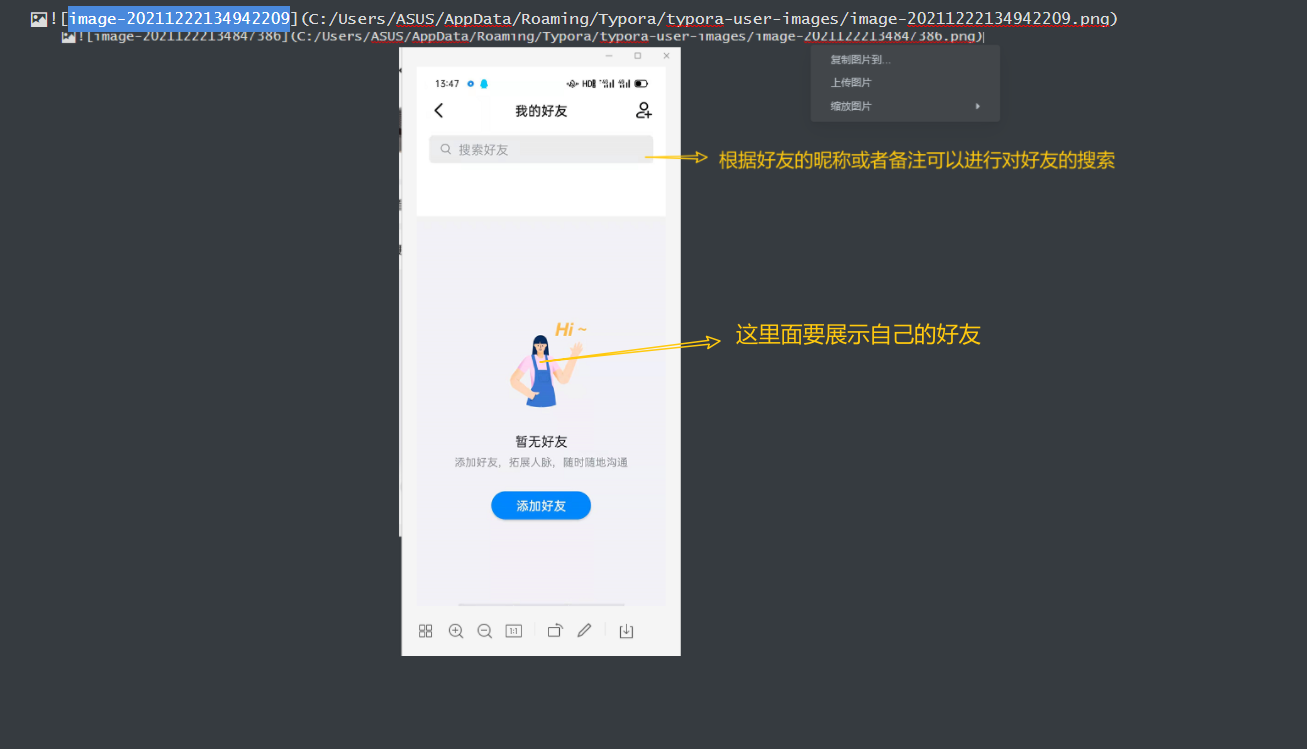 ![image-20211222134942209](C:/Users/ASUS/AppData/Roaming/Typora/typora-user-images/image-20211222134942209.png)
![image-20211222134847386](C:/Users/ASUS/AppData/Roaming/Typora/typora-user-images/image-20211222134847386.png)
复制图片到...
上传图片
缩放图片
13:47
HD
我的好友
搜索好友
根据好友的昵称或者备注可以进行对好友的搜索
Hi ~
这里面要展示自己的好友
暂无好友
添加好友，拓展人脉，随时随地沟通
添加好友
1:1